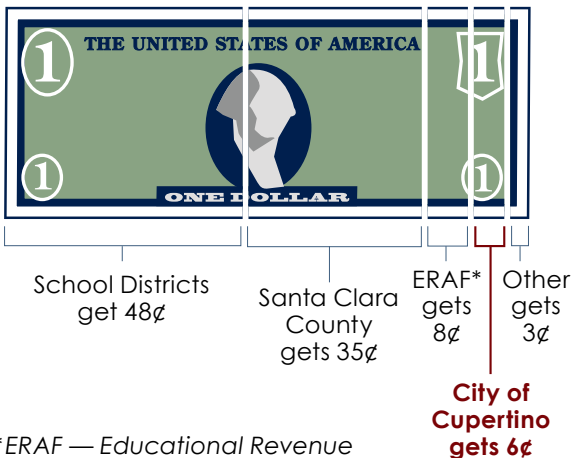 1
THE UNITED STATES OF AMERICA
1
1
1
ONE DOLLAR
School Districts
get 48¢
Santa Clara
County
gets 35¢
ERAF*
gets
8¢
Other
gets
3¢
City of
Cupertino
gets 6¢
*ERAF — Educational Revenue